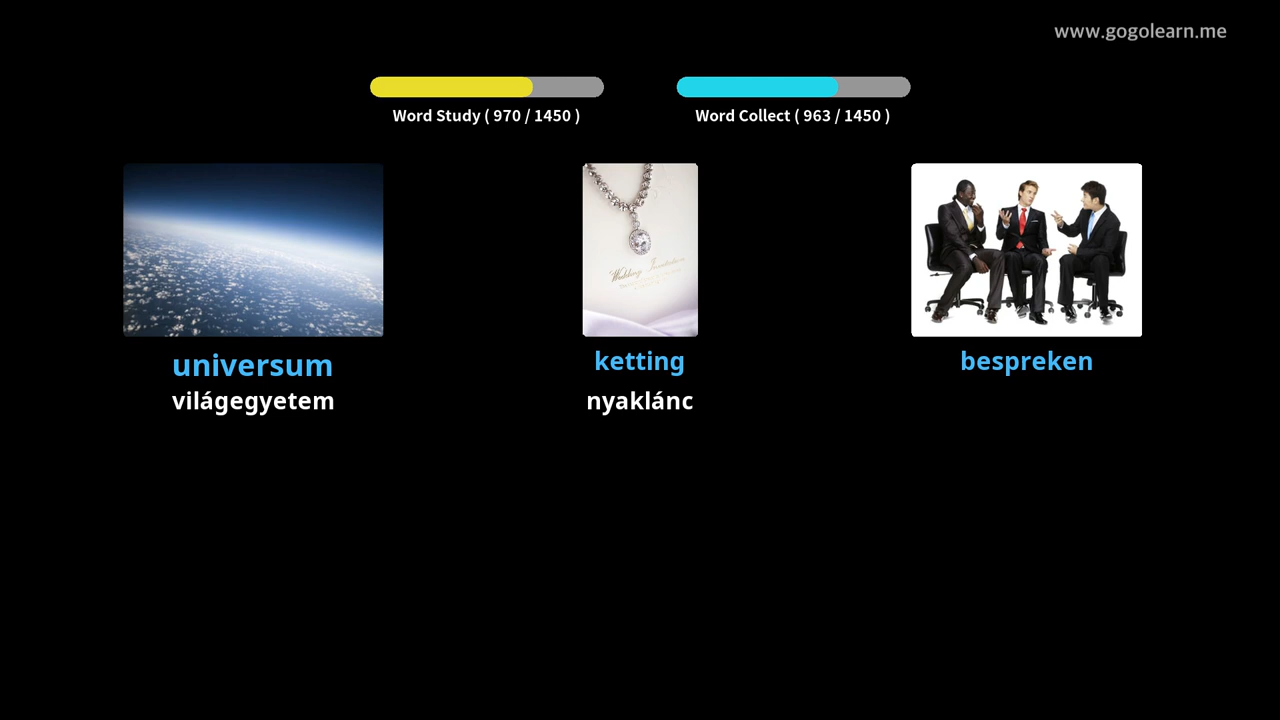 www.gogolearn.me
Word Study ( 970 / 1450 )
Word Collect ( 963 / 1450 )
universum
ketting
bespreken
világegyetem
nyaklánc